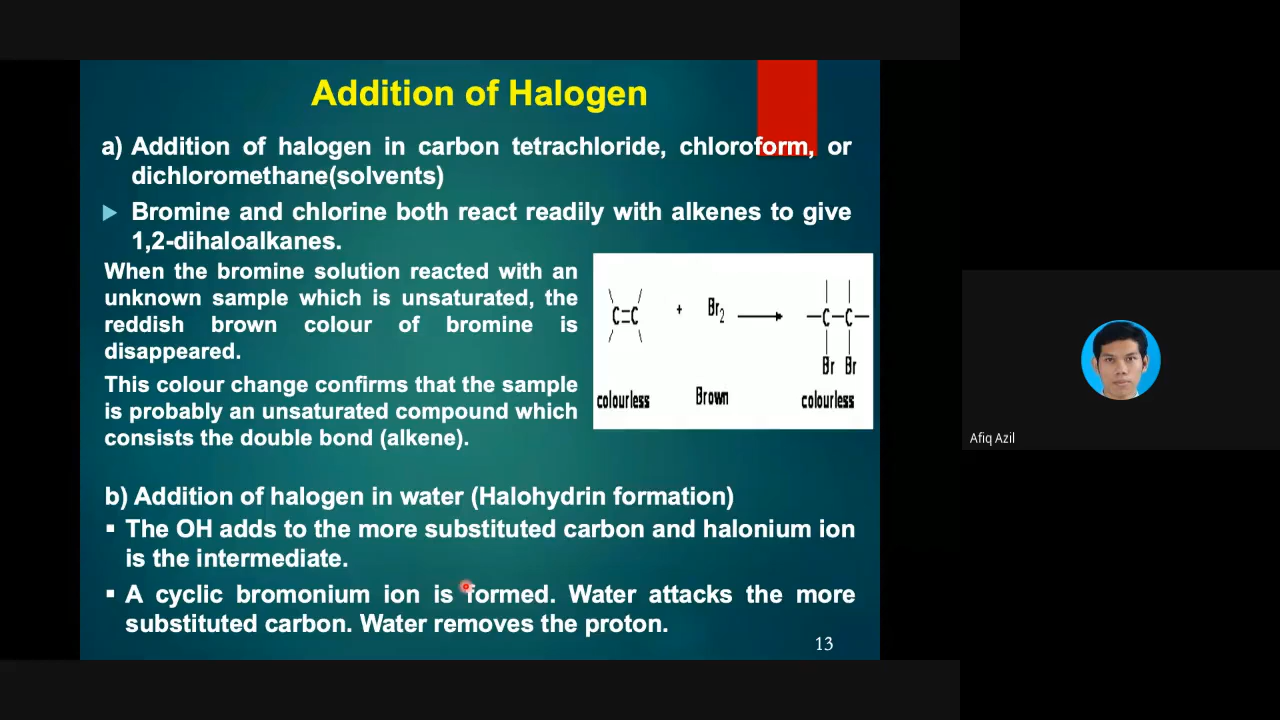 Addition of Halogen
a) Addition of halogen in carbon tetrachloride, chloroform, or
dichloromethane(solvents)
Bromine and chlorine both react readily with alkenes to give
1,2-dihaloalkanes.
When the bromine solution reacted with an
unknown sample which is unsaturated, the
reddish brown colour of bromine is
disappeared.
This colour change confirms that the sample
is probably an unsaturated compound which
consists the double bond (alkene).
C=C + Br2 —C—C—
Br Br
colourless Brown colourless
b) Addition of halogen in water (Halohydrin formation)
▪ The OH adds to the more substituted carbon and halonium ion
is the intermediate.
▪ A cyclic bromonium ion is formed. Water attacks the more
substituted carbon. Water removes the proton.
13
Afiq Azil